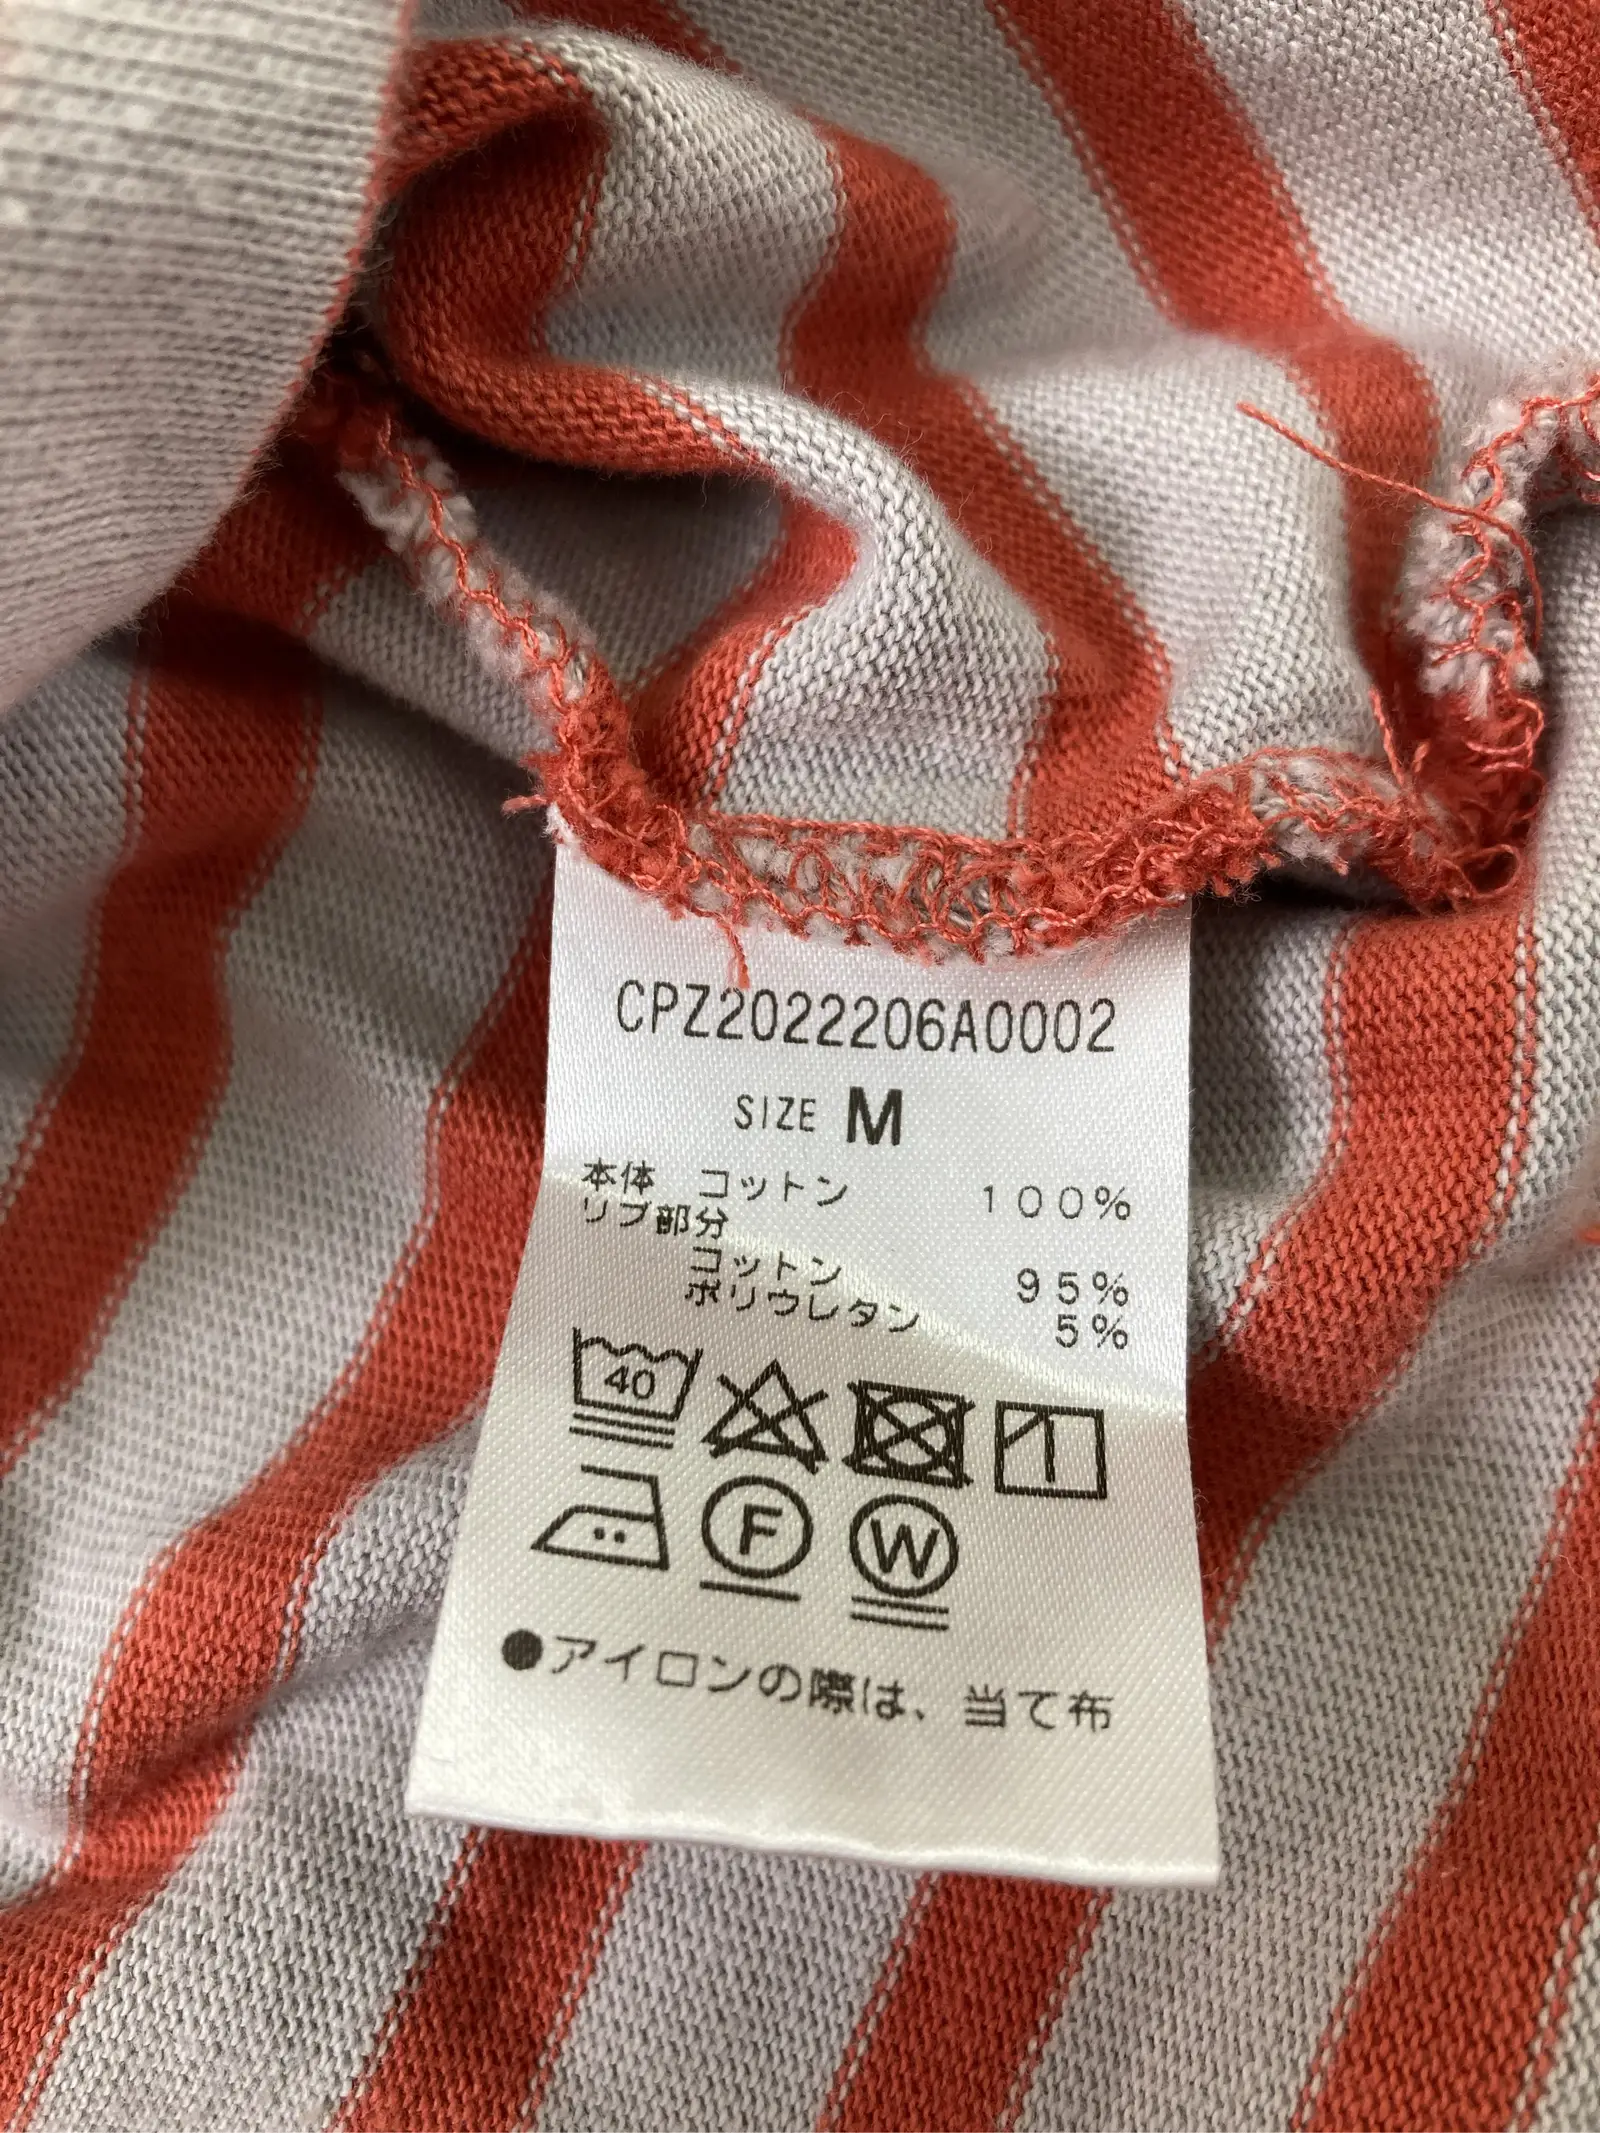 CPZ2022206A0002
SIZE M
本体 コットン 100%
リブ部分
コットン 95%
ポリウレタン 5%
40
F W
●アイロンの際は、当て布